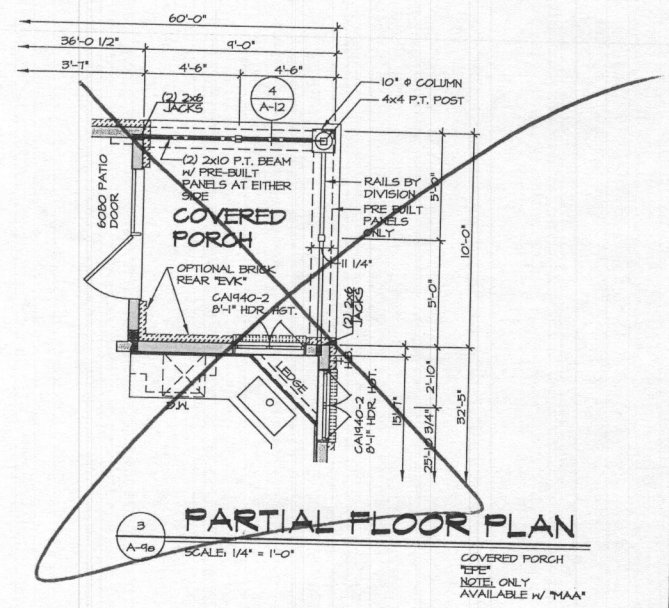 60'-0"
36'-0 1/2"
9'-0"
3'-7"
4'-6"
4'-6"
(2) 2x6
JACKS
4
A-12
10" Φ COLUMN
4x4 P.T. POST
6080 PATIO
DOOR
(2) 2x10 P.T. BEAM
W/ PRE-BUILT
PANELS AT EITHER
SIDE
COVERED
PORCH
RAILS BY
DIVISION
PRE BUILT
PANELS
ONLY
5'-0"
10'-0"
11 1/4"
OPTIONAL BRICK
REAR "EVK"
CA1940-2
8'-1" HDR. HGT.
(2) 2x6
JACKS
5'-0"
HG.
LEDGE
D.W.
CA1940-2
8'-1" HDR. HGT.
15'-7"
2'-10"
25'-10 3/4"
32'-5"
3
A-9a
PARTIAL FLOOR PLAN
SCALE: 1/4" = 1'-0"
COVERED PORCH
"EPE"
NOTE: ONLY
AVAILABLE W/ "MAA"